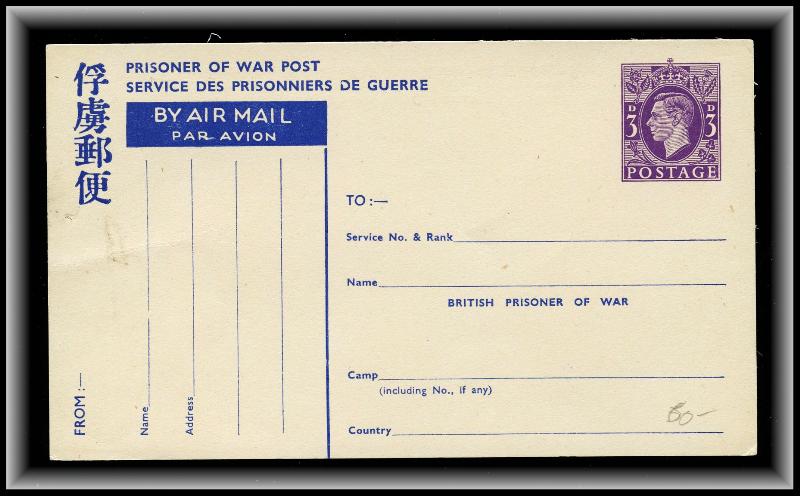 俘虜郵便
PRISONER OF WAR POST
SERVICE DES PRISONNIERS DE GUERRE
BY AIR MAIL
PAR AVION
D D
3 3
POSTAGE
TO :—
Service No. & Rank
Name
BRITISH PRISONER OF WAR
Camp
(including No., if any)
Country
60-
FROM :—
Name
Address